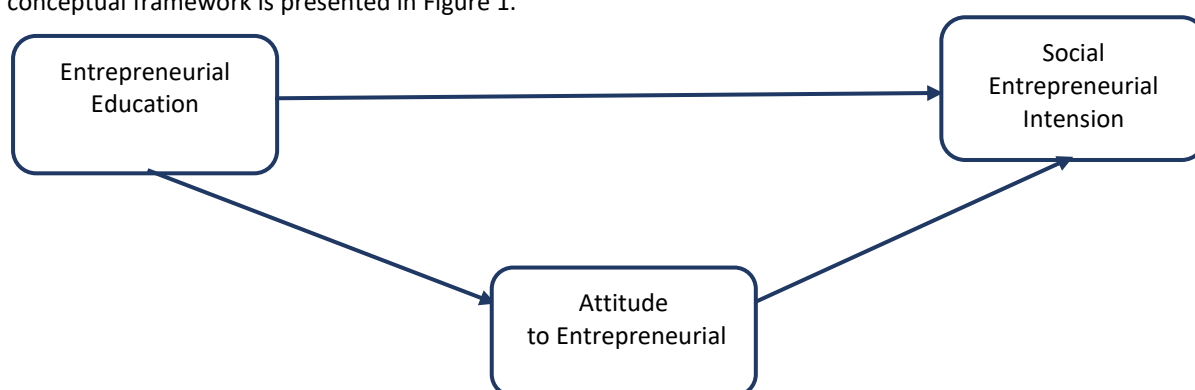 conceptual framework is presented in Figure 1.
Entrepreneurial
Education
Social
Entrepreneurial
Intension
Attitude
to Entrepreneurial